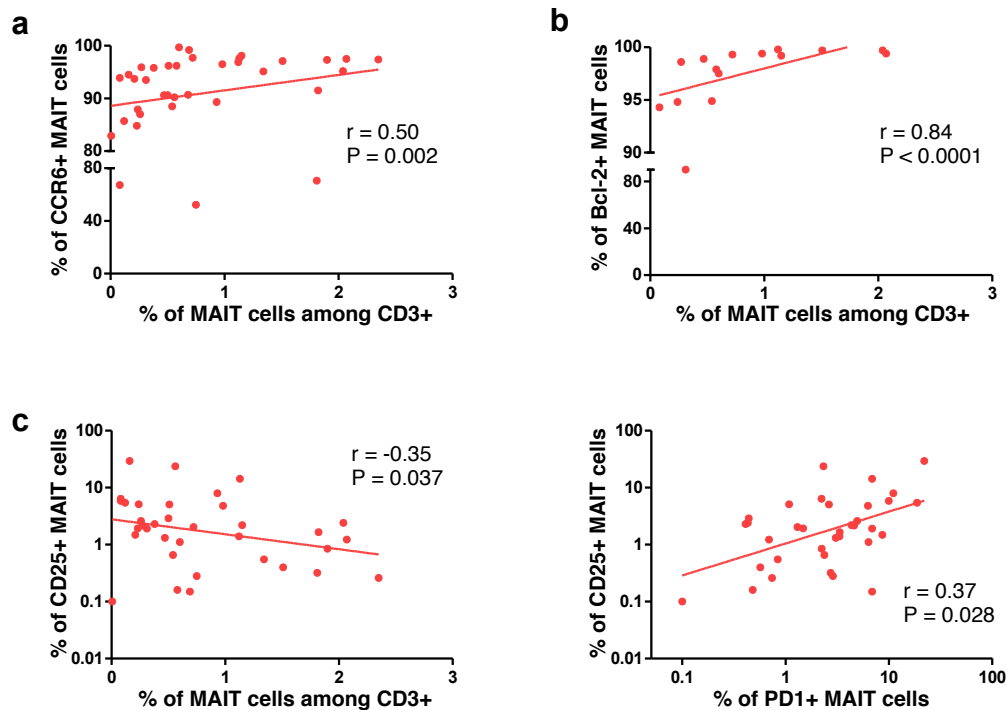 a
% of CCR6+ MAIT cells
100
90
80
80
40
0
r = 0.50
P = 0.002
0 1 2 3
% of MAIT cells among CD3+
b
% of Bcl-2+ MAIT cells
100
95
90
90
80
40
0
r = 0.84
P < 0.0001
0 1 2 3
% of MAIT cells among CD3+
c
% of CD25+ MAIT cells
100
10
1
0.1
0.01
r = -0.35
P = 0.037
0 1 2 3
% of MAIT cells among CD3+
% of CD25+ MAIT cells
100
10
1
0.1
0.01
r = 0.37
P = 0.028
0.1 1 10 100
% of PD1+ MAIT cells